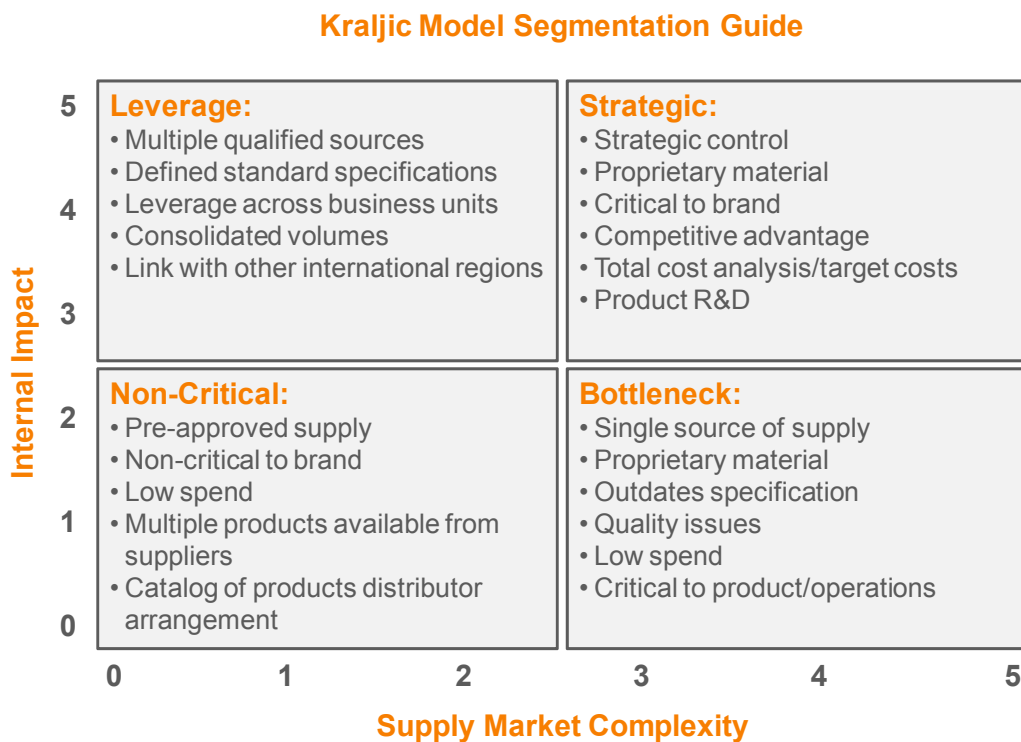 Kraljic Model Segmentation Guide
Internal Impact
5
4
3
2
1
0
Leverage:
• Multiple qualified sources
• Defined standard specifications
• Leverage across business units
• Consolidated volumes
• Link with other international regions
Strategic:
• Strategic control
• Proprietary material
• Critical to brand
• Competitive advantage
• Total cost analysis/target costs
• Product R&D
Non-Critical:
• Pre-approved supply
• Non-critical to brand
• Low spend
• Multiple products available from
suppliers
• Catalog of products distributor
arrangement
Bottleneck:
• Single source of supply
• Proprietary material
• Outdates specification
• Quality issues
• Low spend
• Critical to product/operations
0 1 2 3 4 5
Supply Market Complexity